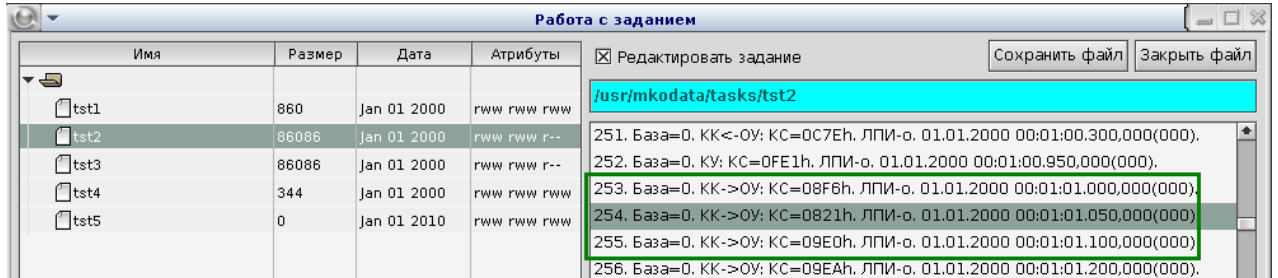 Работа с заданием
Имя Размер Дата Атрибуты
tst1 860 Jan 01 2000 rww rww rww
tst2 86086 Jan 01 2000 rww rww r--
tst3 86086 Jan 01 2000 rww rww r--
tst4 344 Jan 01 2000 rww rww rww
tst5 0 Jan 01 2010 rww rww rww
Редактировать задание Сохранить файл Закрыть файл
/usr/mkodata/tasks/tst2
251. База=0. КК<-ОУ: КС=0C7Eh. ЛПИ-о. 01.01.2000 00:01:00.300,000(000).
252. База=0. КУ: КС=0FE1h. ЛПИ-о. 01.01.2000 00:01:00.950,000(000).
253. База=0. КК->ОУ: КС=08F6h. ЛПИ-о. 01.01.2000 00:01:01.000,000(000).
254. База=0. КК->ОУ: КС=0821h. ЛПИ-о. 01.01.2000 00:01:01.050,000(000)
255. База=0. КК->ОУ: КС=09E0h. ЛПИ-о. 01.01.2000 00:01:01.100,000(000)
256. База=0. КК->ОУ: КС=09EAh. ЛПИ-о. 01.01.2000 00:01:01.200,000(000).